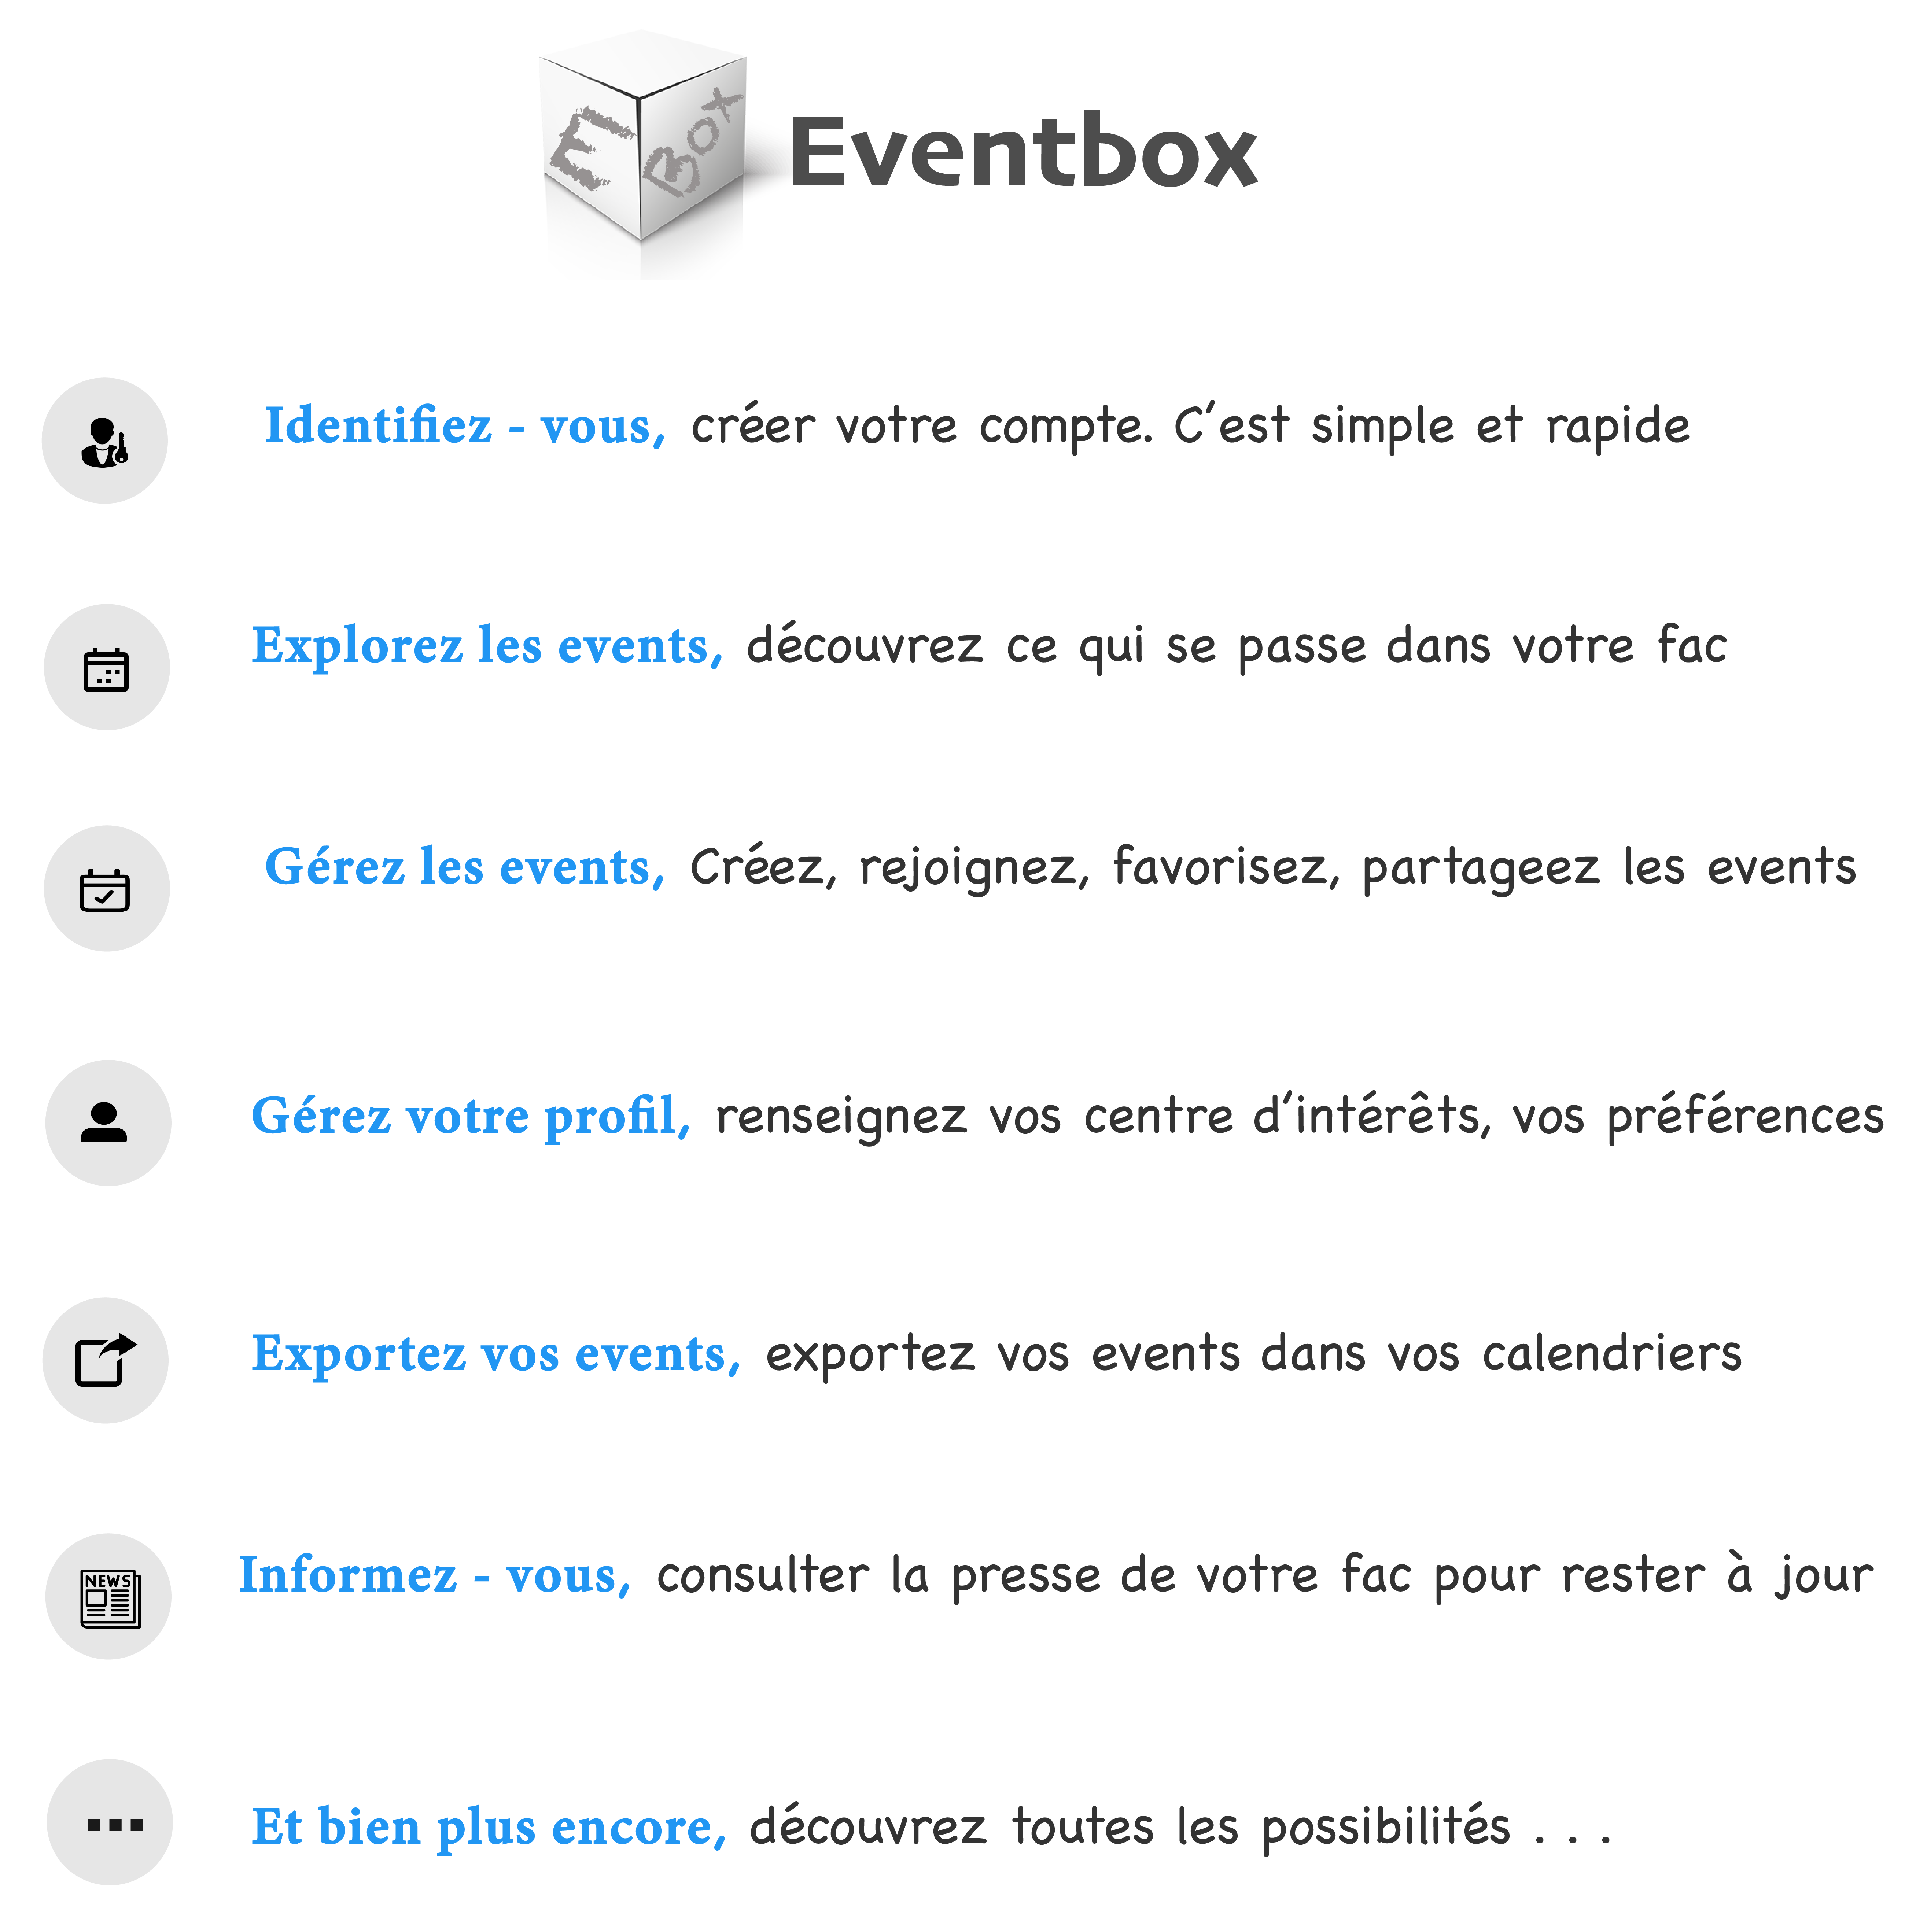 E Box
Eventbox
Identifiez - vous, créer votre compte. C'est simple et rapide
Explorez les events, découvrez ce qui se passe dans votre fac
Gérez les events, Créez, rejoignez, favorisez, partageez les events
Gérez votre profil, renseignez vos centre d'intérêts, vos préférences
Exportez vos events, exportez vos events dans vos calendriers
NEWS
Informez - vous, consulter la presse de votre fac pour rester à jour
Et bien plus encore, découvrez toutes les possibilités . . .